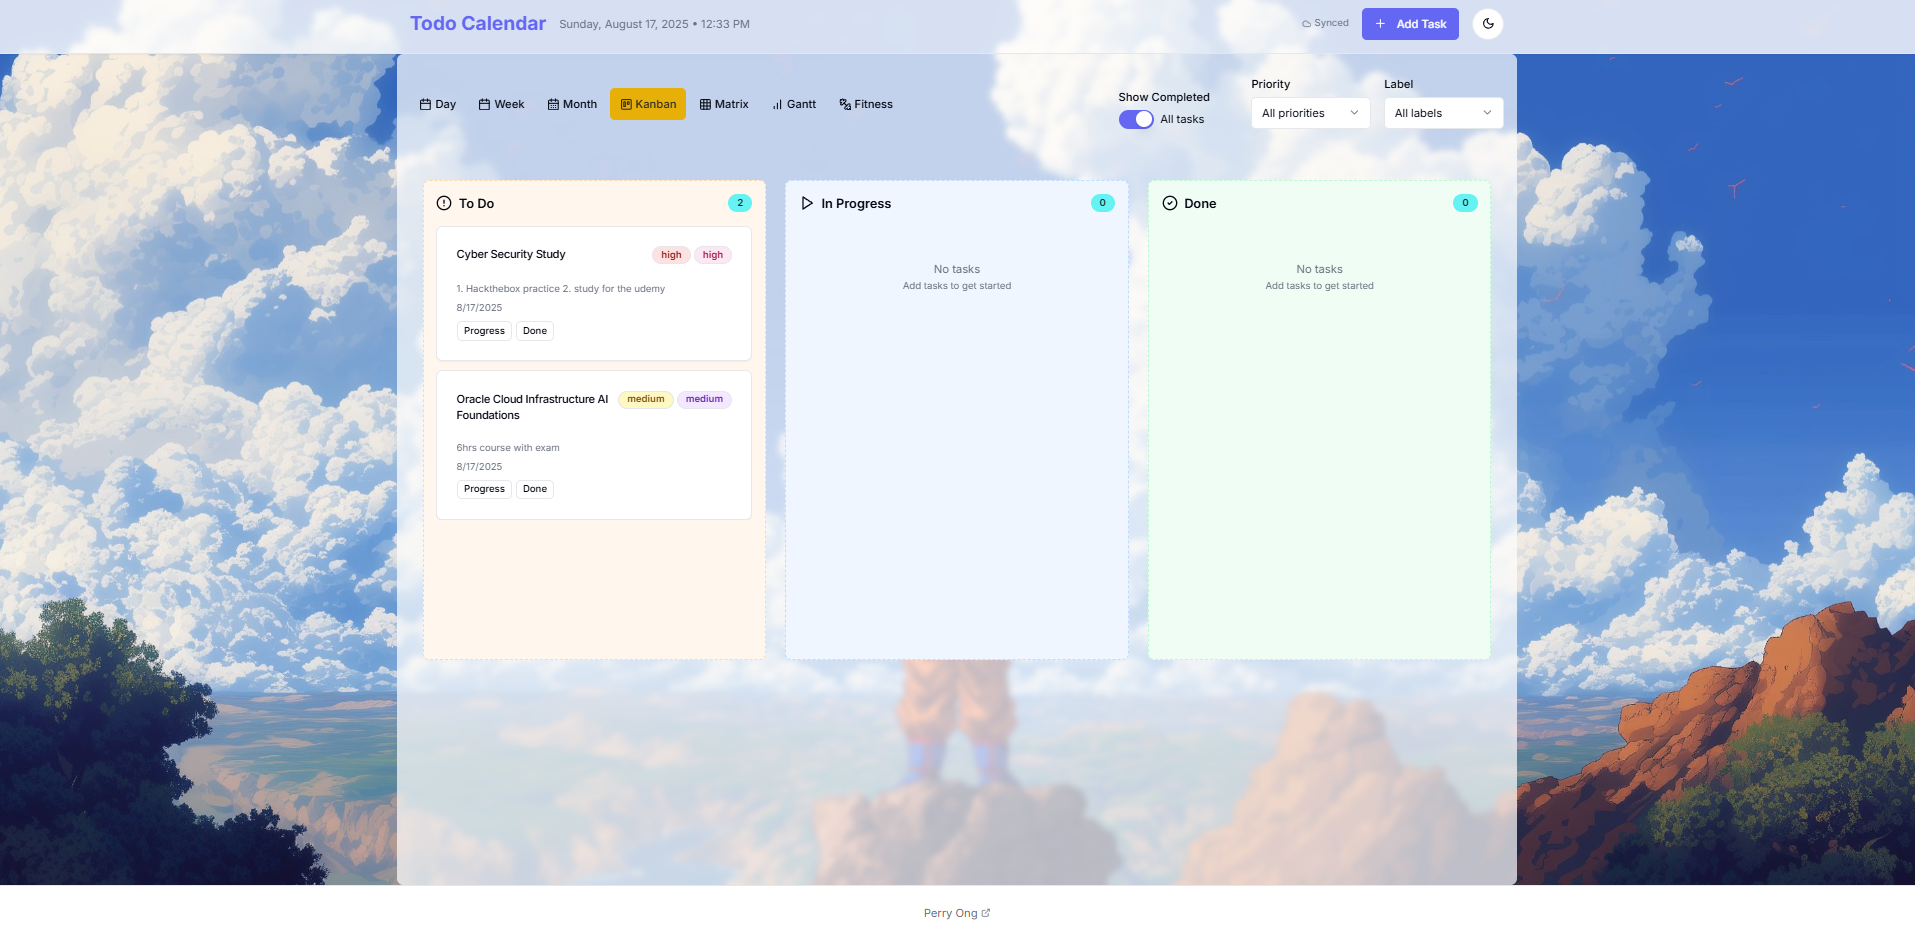 Todo Calendar
Sunday, August 17, 2025 • 12:33 PM
Synced
Add Task
Day
Week
Month
Kanban
Matrix
Gantt
Fitness
Show Completed
All tasks
Priority
All priorities
Label
All labels
To Do
2
Cyber Security Study
high
high
1. Hackthebox practice 2. study for the udemy
8/17/2025
Progress
Done
Oracle Cloud Infrastructure AI
Foundations
medium
medium
6hrs course with exam
8/17/2025
Progress
Done
In Progress
0
No tasks
Add tasks to get started
Done
0
No tasks
Add tasks to get started
Perry Ong